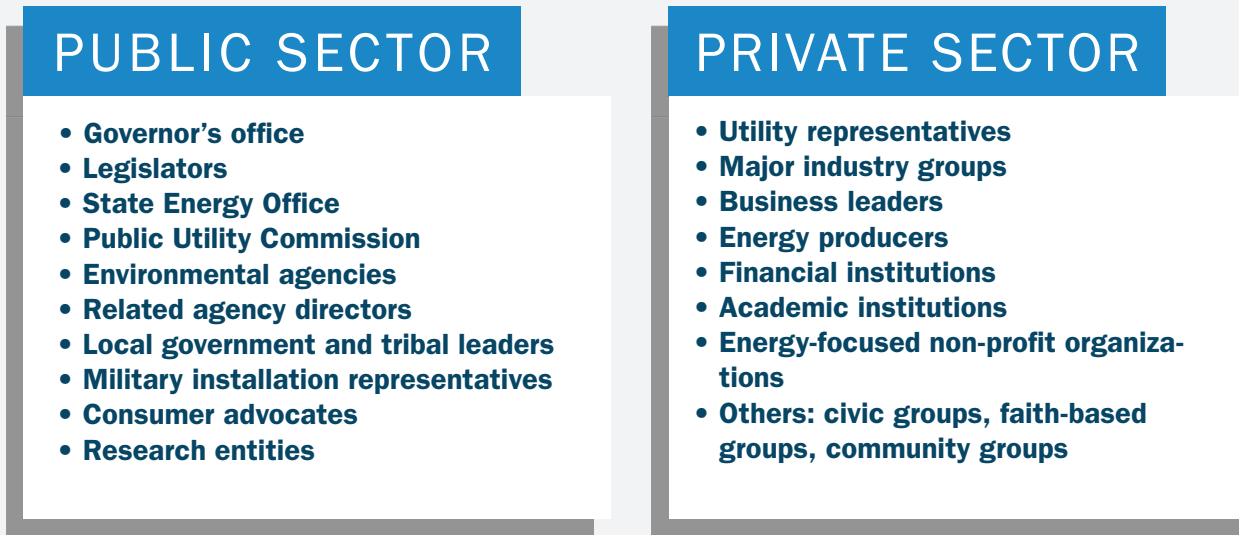 PUBLIC SECTOR
• Governor’s office
• Legislators
• State Energy Office
• Public Utility Commission
• Environmental agencies
• Related agency directors
• Local government and tribal leaders
• Military installation representatives
• Consumer advocates
• Research entities
PRIVATE SECTOR
• Utility representatives
• Major industry groups
• Business leaders
• Energy producers
• Financial institutions
• Academic institutions
• Energy-focused non-profit organiza-
tions
• Others: civic groups, faith-based
groups, community groups